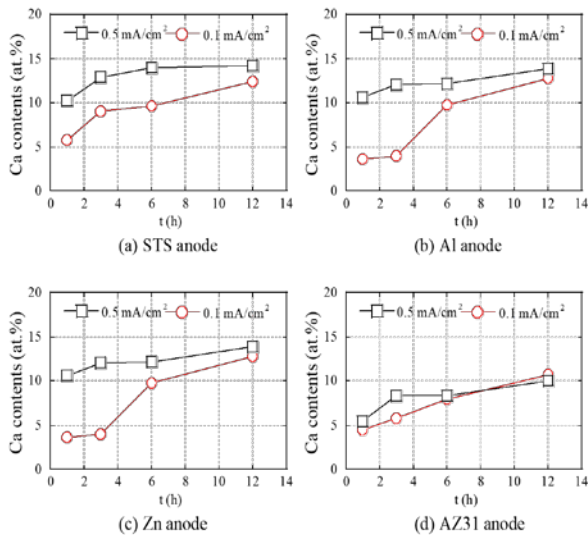 0.5 mA/cm² 0.1 mA/cm²
Ca contents (at.%)
20
15
10
5
0
0 2 4 6 8 10 12 14
t (h)
(a) STS anode
0.5 mA/cm² 0.1 mA/cm²
Ca contents (at.%)
20
15
10
5
0
0 2 4 6 8 10 12 14
t (h)
(b) Al anode
0.5 mA/cm² 0.1 mA/cm²
Ca contents (at.%)
20
15
10
5
0
0 2 4 6 8 10 12 14
t (h)
(c) Zn anode
0.5 mA/cm² 0.1 mA/cm²
Ca contents (at.%)
20
15
10
5
0
0 2 4 6 8 10 12 14
t (h)
(d) AZ31 anode